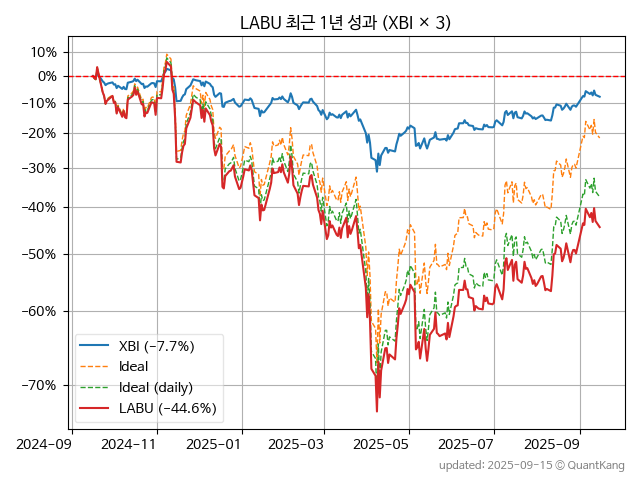 LABU 최근 1년 성과 (XBI × 3)
10%
0%
−10%
−20%
−30%
−40%
−50%
−60%
−70%
XBI (−7.7%)
Ideal
Ideal (daily)
LABU (−44.6%)
2024-09 2024-11 2025-01 2025-03 2025-05 2025-07 2025-09
updated: 2025-09-15 © QuantKang